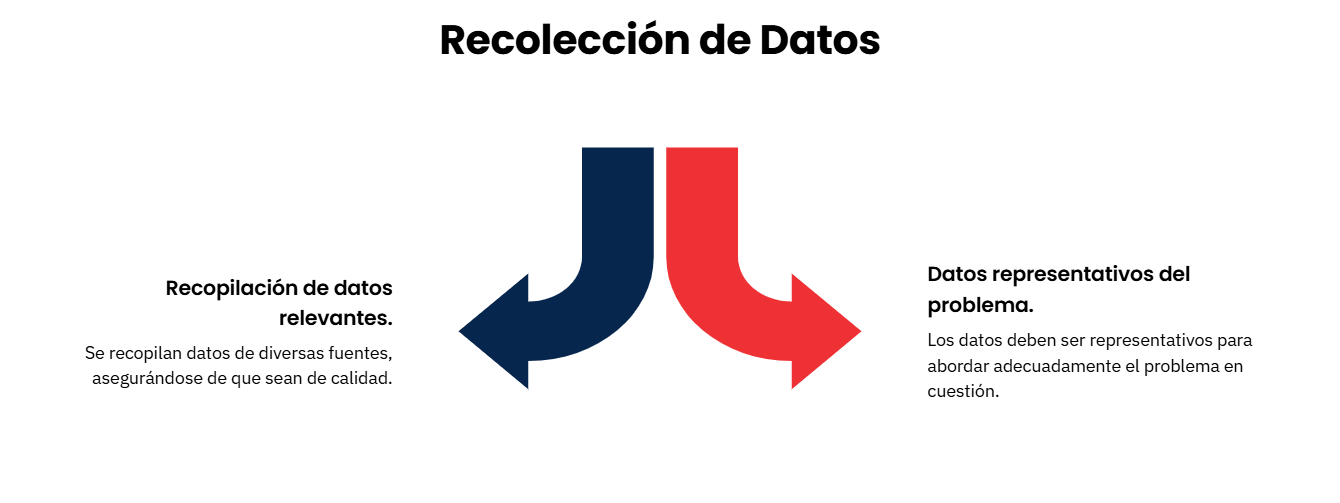 Recolección de Datos
Recopilación de datos
relevantes.
Se recopilan datos de diversas fuentes,
asegurándose de que sean de calidad.
Datos representativos del
problema.
Los datos deben ser representativos para
abordar adecuadamente el problema en
cuestión.